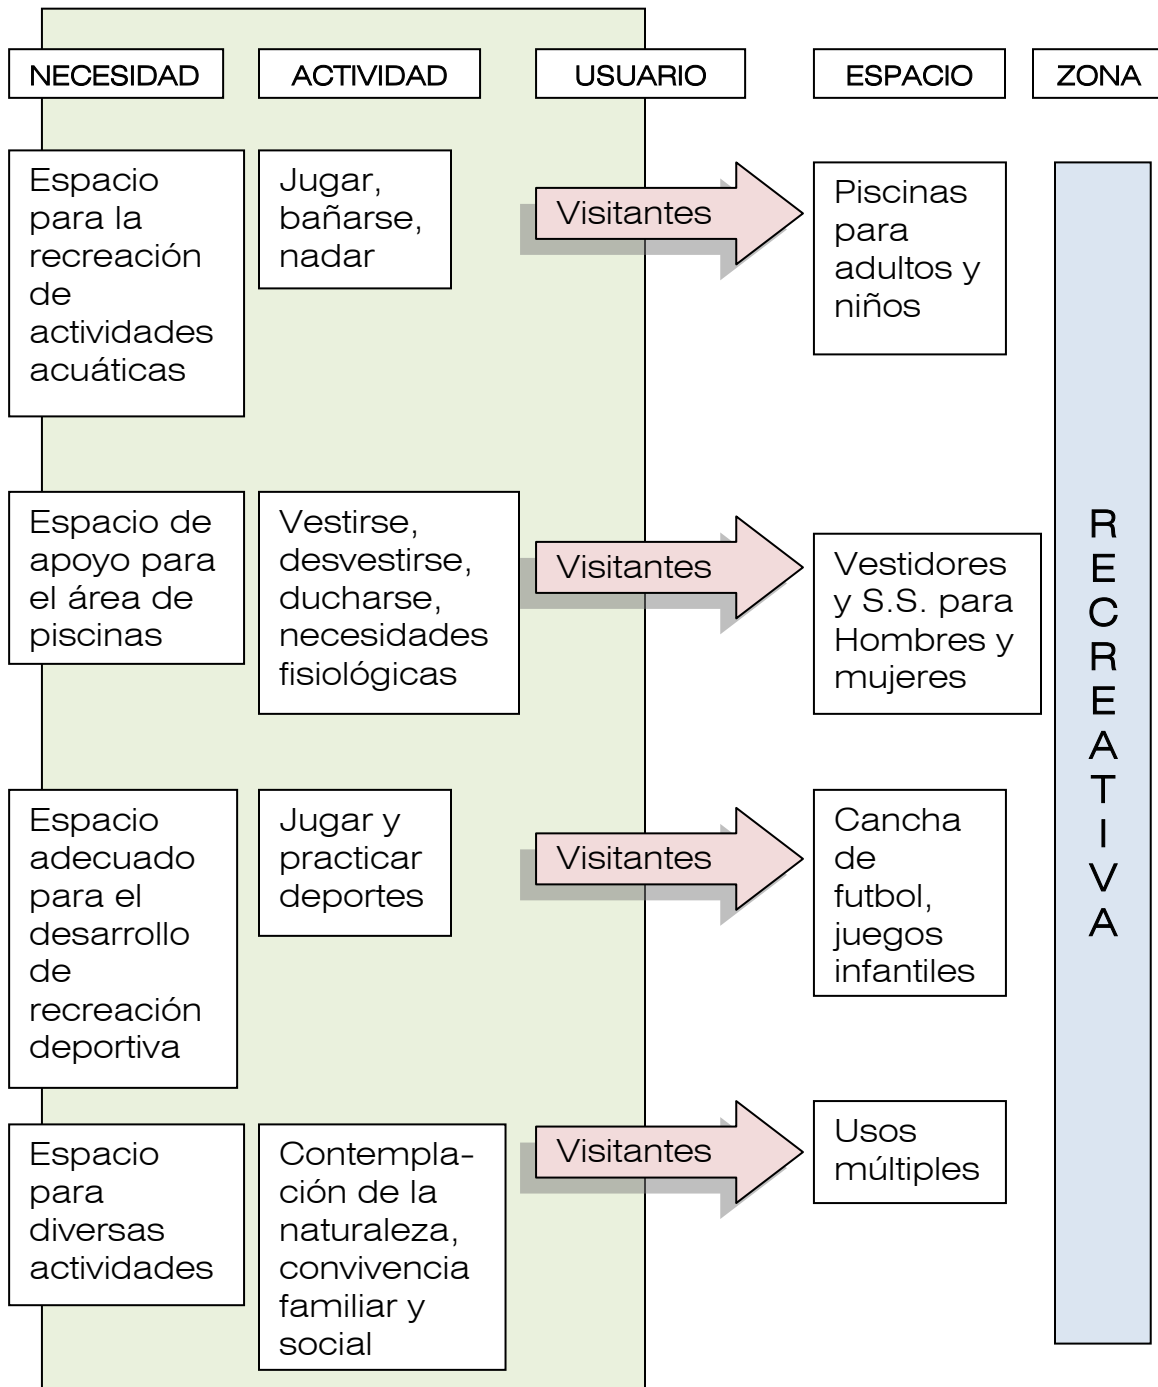 NECESIDAD
ACTIVIDAD
USUARIO
ESPACIO
ZONA
Espacio
para la
recreación
de
actividades
acuáticas
Jugar,
bañarse,
nadar
Visitantes
Piscinas
para
adultos y
niños
Espacio de
apoyo para
el área de
piscinas
Vestirse,
desvestirse,
ducharse,
necesidades
fisiológicas
Visitantes
Vestidores
y S.S. para
Hombres y
mujeres
Espacio
adecuado
para el
desarrollo
de
recreación
deportiva
Jugar y
practicar
deportes
Visitantes
Cancha
de
futbol,
juegos
infantiles
Espacio
para
diversas
actividades
Contempla-
ción de la
naturaleza,
convivencia
familiar y
social
Visitantes
Usos
múltiples
R
E
C
R
E
A
T
I
V
A